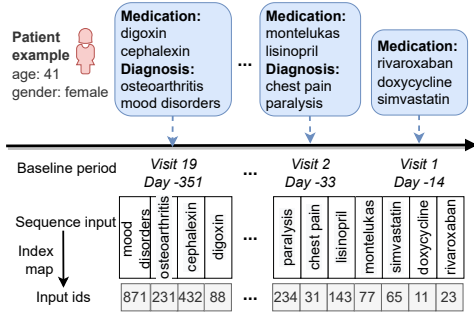 Patient
example
age: 41
gender: female
Medication:
digoxin
cephalexin
Diagnosis:
osteoarthritis
mood disorders
...
Medication:
montelukas
lisinopril
Diagnosis:
chest pain
paralysis
Medication:
rivaroxaban
doxycycline
simvastatin
Baseline period
Visit 19
Day -351
...
Visit 2
Day -33
Visit 1
Day -14
Sequence input
mood
disorders
osteoarthritis
cephalexin
digoxin
...
paralysis
chest pain
lisinopril
montelukas
simvastatin
doxycycline
rivaroxaban
Index
map
Input ids
871 231 432 88 ... 234 31 143 77 65 11 23